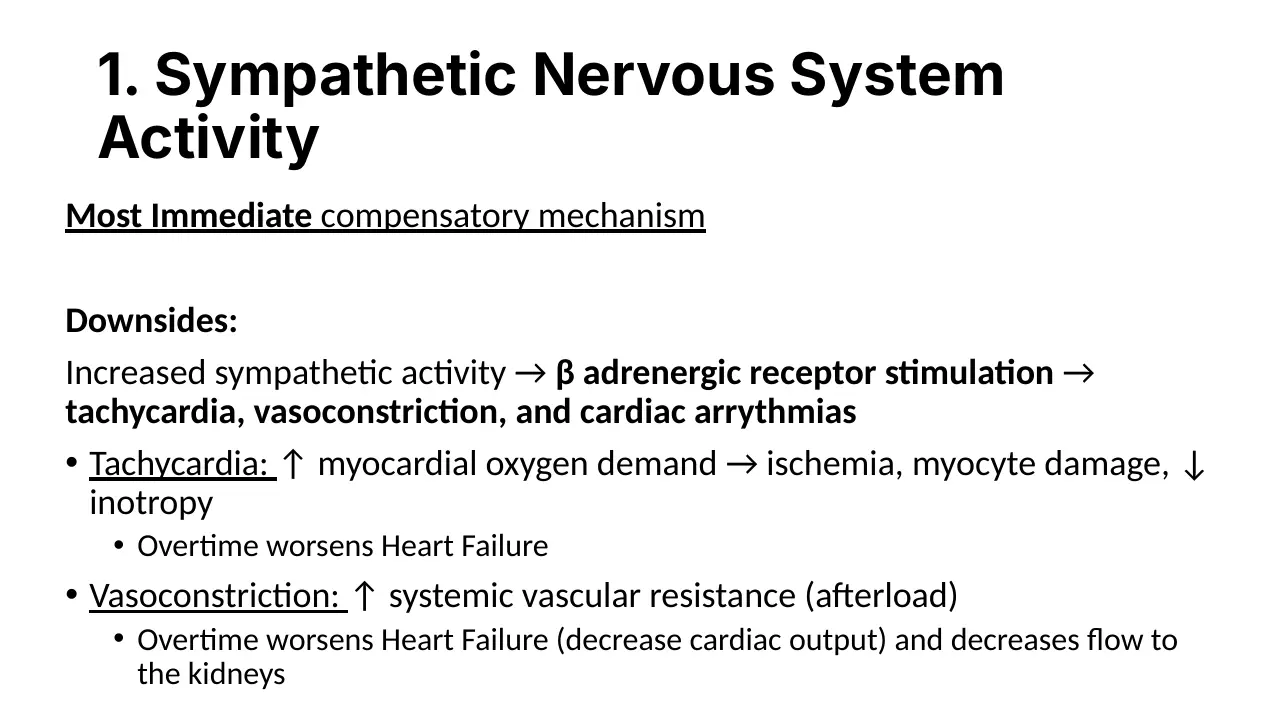 1. Sympathetic Nervous System
Activity
Most Immediate compensatory mechanism
Downsides:
Increased sympathetic activity → β adrenergic receptor stimulation →
tachycardia, vasoconstriction, and cardiac arrythmias
• Tachycardia: ↑ myocardial oxygen demand → ischemia, myocyte damage, ↓
inotropy
• Overtime worsens Heart Failure
• Vasoconstriction: ↑ systemic vascular resistance (afterload)
• Overtime worsens Heart Failure (decrease cardiac output) and decreases flow to
the kidneys